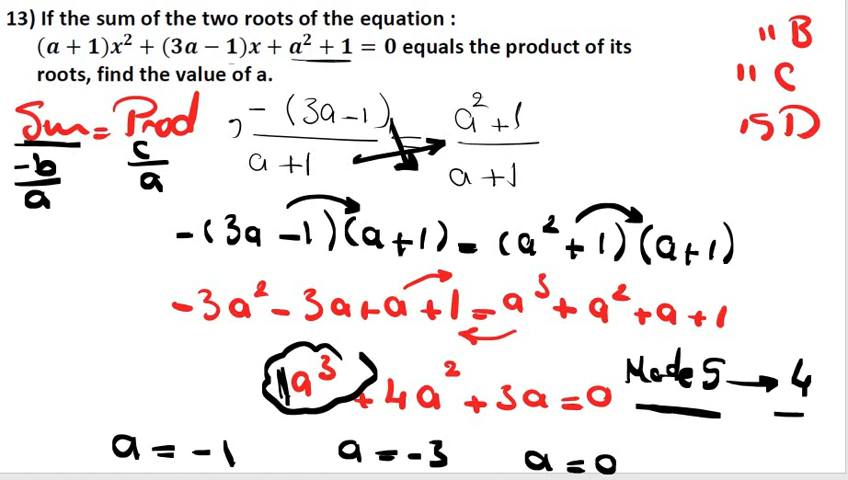 13) If the sum of the two roots of the equation :
(a + 1)x² + (3a − 1)x + a² + 1 = 0 equals the product of its
roots, find the value of a.
" B
" C
15 D
Sum = Prod , -(3a-1)/(a+1) = (a²+1)/(a+1)
-b/a c/a
-(3a-1)(a+1) = (a²+1)(a+1)
-3a²-3a+a+1=a³+a²+a+1
1a³+4a²+3a=0 Mode 5 → 4
a = -1 a = -3 a = 0